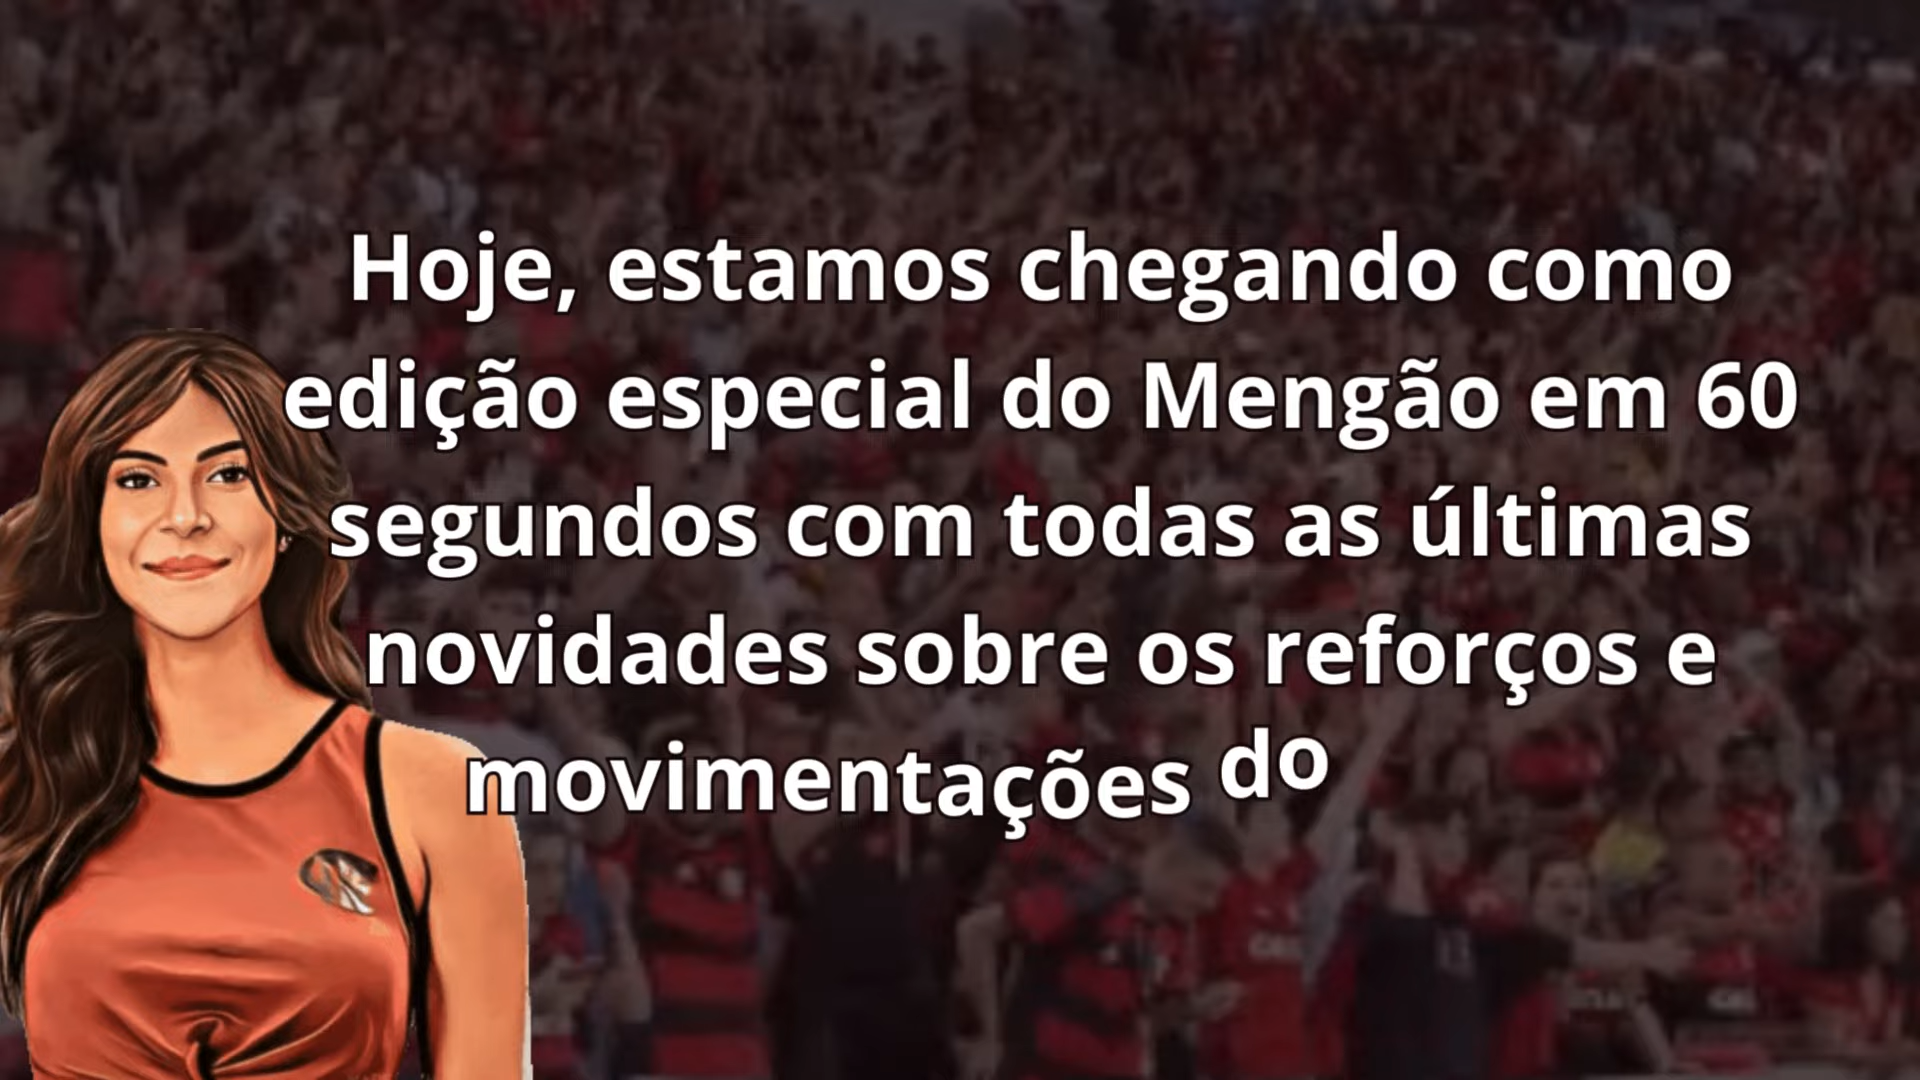 Hoje, estamos chegando como
edição especial do Mengão em 60
segundos com todas as últimas
novidades sobre os reforços e
movimentações do